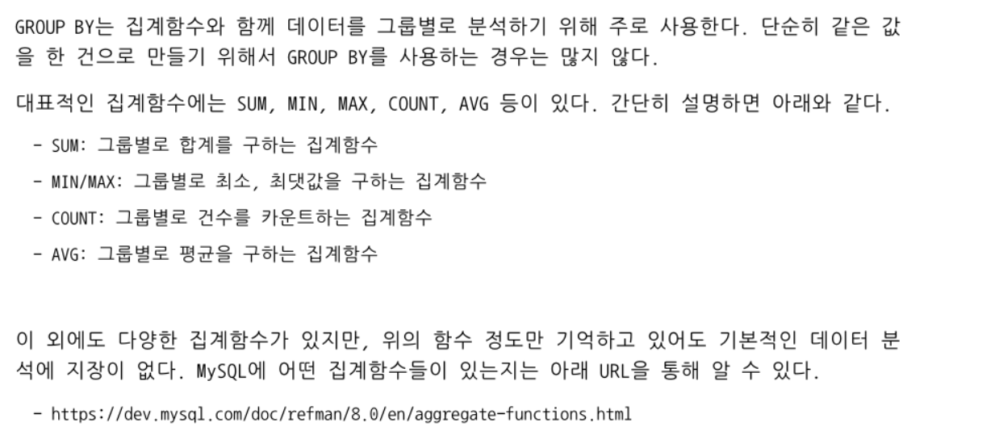 GROUP BY는 집계함수와 함께 데이터를 그룹별로 분석하기 위해 주로 사용한다. 단순히 같은 값
을 한 건으로 만들기 위해서 GROUP BY를 사용하는 경우는 많지 않다.
대표적인 집계함수에는 SUM, MIN, MAX, COUNT, AVG 등이 있다. 간단히 설명하면 아래와 같다.
- SUM: 그룹별로 합계를 구하는 집계함수
- MIN/MAX: 그룹별로 최소, 최댓값을 구하는 집계함수
- COUNT: 그룹별로 건수를 카운트하는 집계함수
- AVG: 그룹별로 평균을 구하는 집계함수
이 외에도 다양한 집계함수가 있지만, 위의 함수 정도만 기억하고 있어도 기본적인 데이터 분
석에 지장이 없다. MySQL에 어떤 집계함수들이 있는지는 아래 URL을 통해 알 수 있다.
- https://dev.mysql.com/doc/refman/8.0/en/aggregate-functions.html